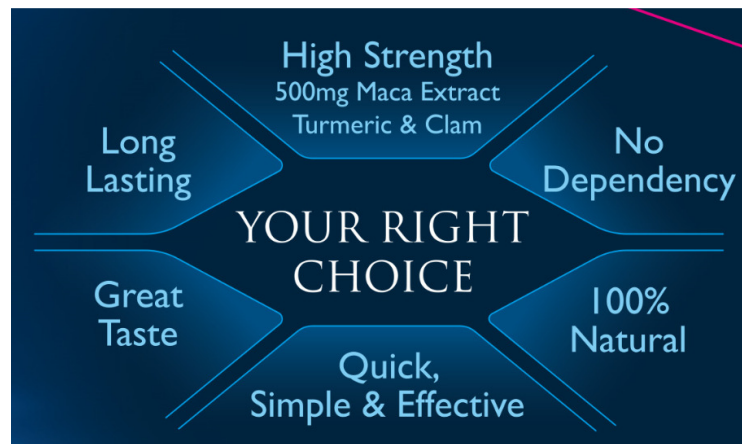 High Strength
500mg Maca Extract
Turmeric & Clam
Long
Lasting
No
Dependency
YOUR RIGHT
CHOICE
Great
Taste
100%
Natural
Quick,
Simple & Effective